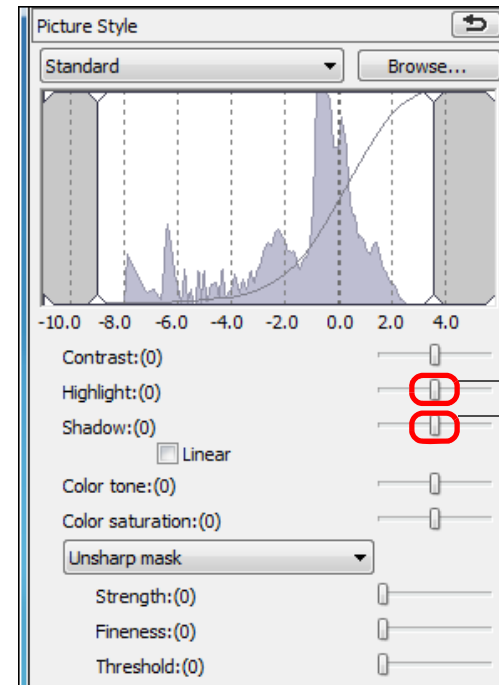 Picture Style
Standard Browse...
-10.0 -8.0 -6.0 -4.0 -2.0 0.0 2.0 4.0
Contrast:(0)
Highlight:(0)
Shadow:(0)
Linear
Color tone:(0)
Color saturation:(0)
Unsharp mask
Strength:(0)
Fineness:(0)
Threshold:(0)